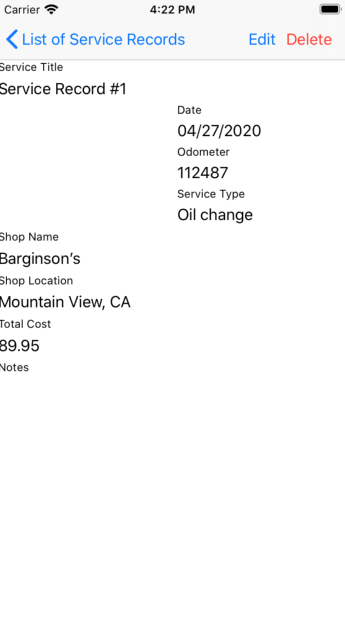 Carrier 4:22 PM
List of Service Records Edit Delete
Service Title
Service Record #1
Date
04/27/2020
Odometer
112487
Service Type
Oil change
Shop Name
Barginson’s
Shop Location
Mountain View, CA
Total Cost
89.95
Notes